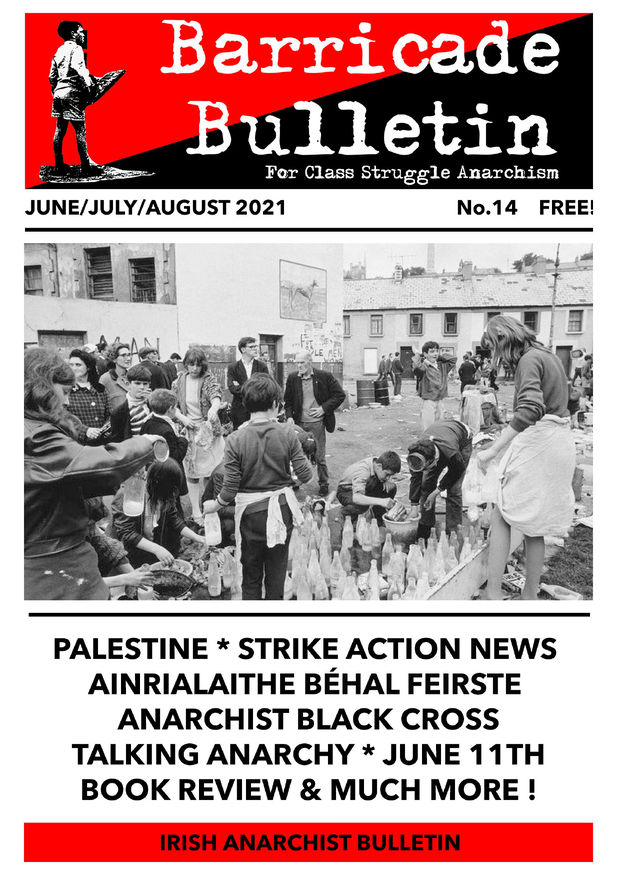 Barricade
Bulletin
For Class Struggle Anarchism
JUNE/JULY/AUGUST 2021 No.14 FREE!
PALESTINE * STRIKE ACTION NEWS
AINRIALAITHE BÉHAL FEIRSTE
ANARCHIST BLACK CROSS
TALKING ANARCHY * JUNE 11TH
BOOK REVIEW & MUCH MORE !
IRISH ANARCHIST BULLETIN